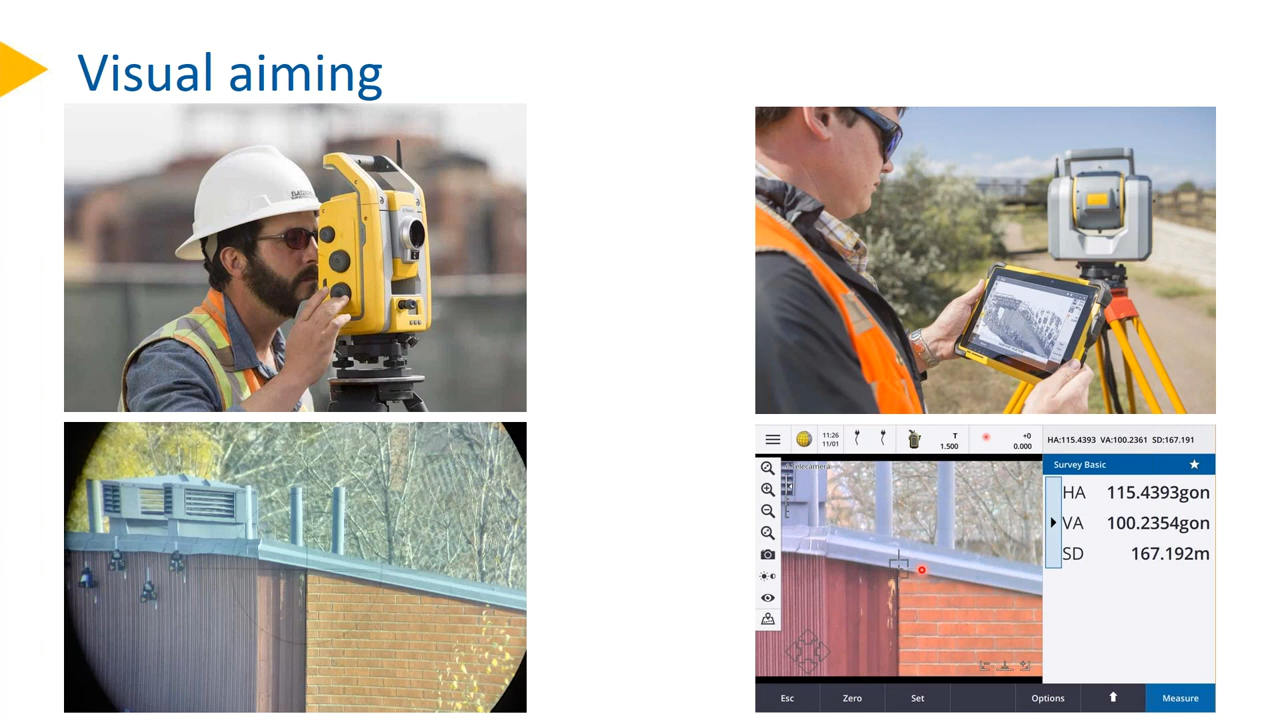 Visual aiming
11:26
11/01
T
1.500
+0
0.000
HA:115.4393 VA:100.2361 SD:167.191
Telecamera
Survey Basic
HA 115.4393gon
VA 100.2354gon
SD 167.192m
Esc
Zero
Set
Options
Measure